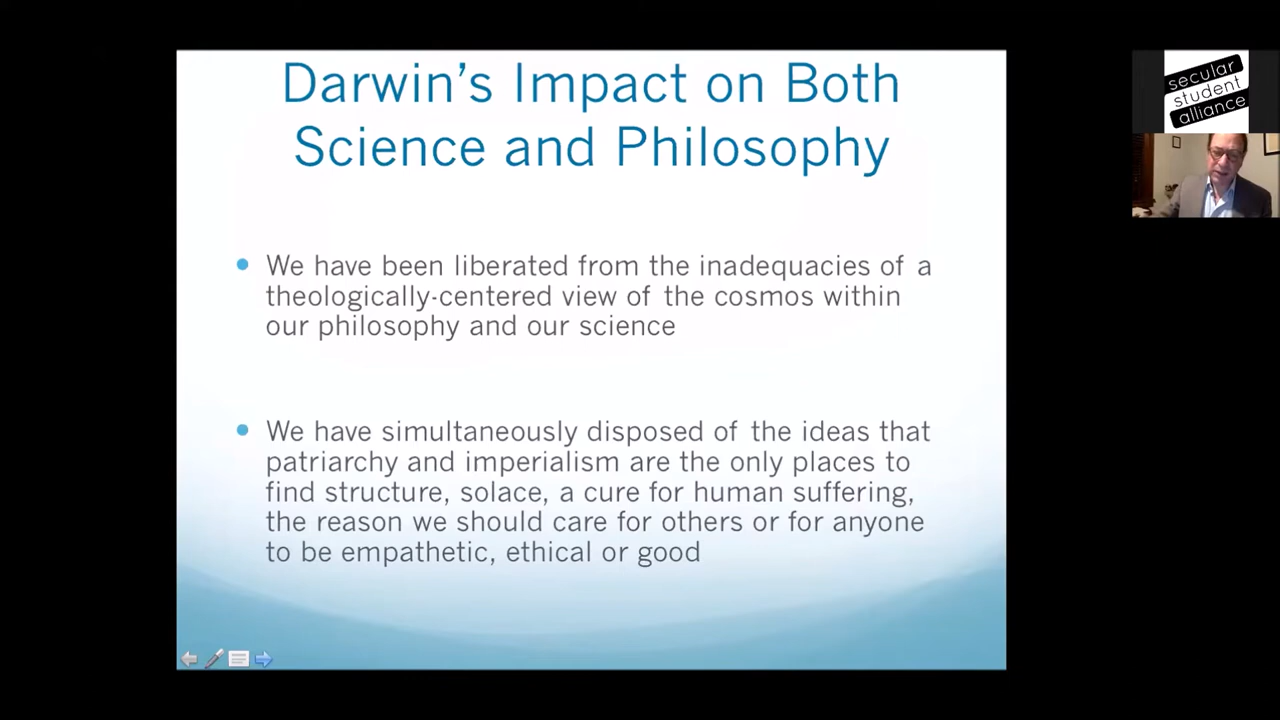 Darwin's Impact on Both
Science and Philosophy
We have been liberated from the inadequacies of a
theologically-centered view of the cosmos within
our philosophy and our science
We have simultaneously disposed of the ideas that
patriarchy and imperialism are the only places to
find structure, solace, a cure for human suffering,
the reason we should care for others or for anyone
to be empathetic, ethical or good
secular
student
alliance